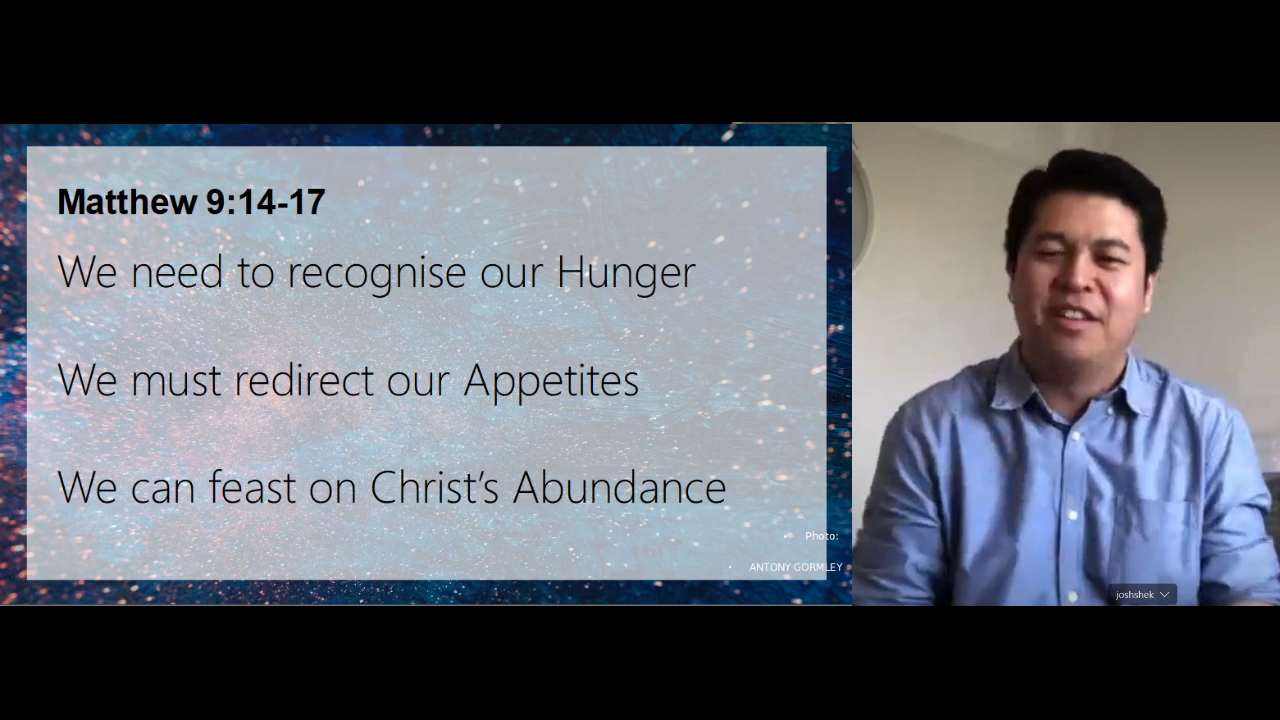 Matthew 9:14-17
We need to recognise our Hunger
We must redirect our Appetites
We can feast on Christ's Abundance
• Photo:
• ANTONY GORMLEY
joshshek